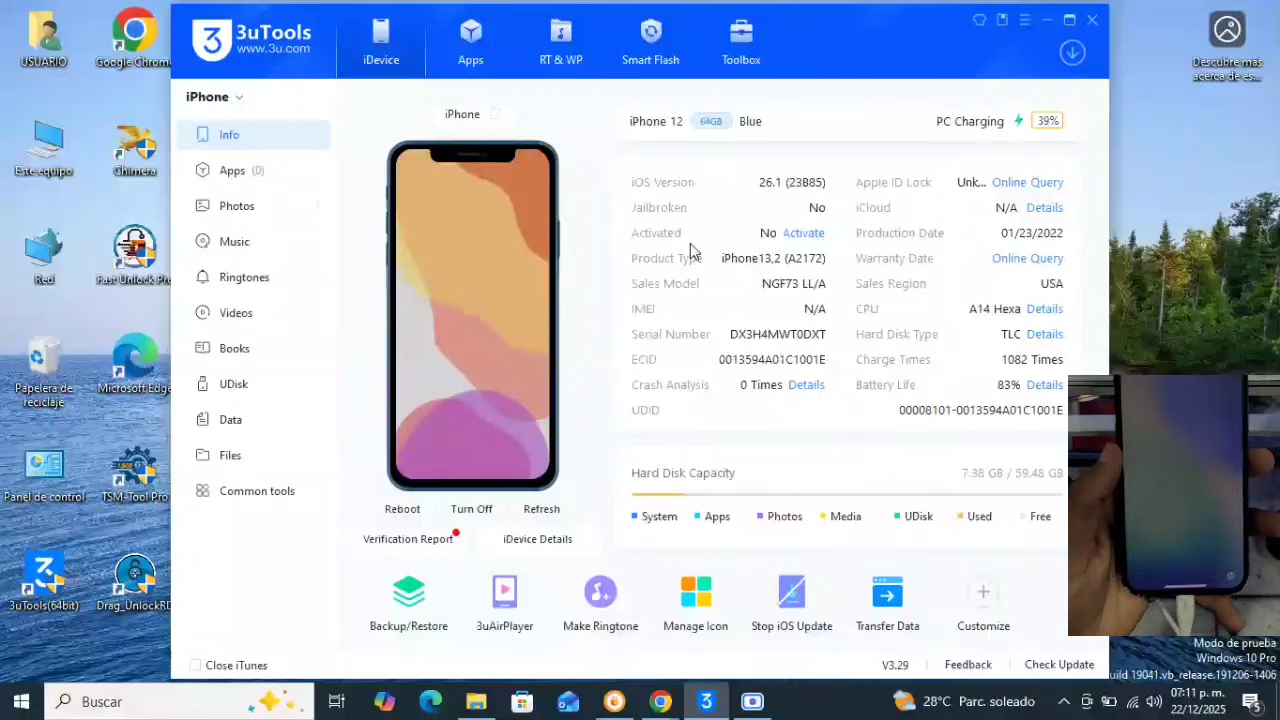 USUARIO
Google Chrome
Este equipo
Chimera
Red
Fast Unlock Pro
Papelera de
reciclaje
Microsoft Edge
Panel de control
TSM-Tool Pro
3uTools(64bit)
Drag_UnlockRD
3uTools
www.3u.com
iDevice
Apps
RT & WP
Smart Flash
Toolbox
Descubre más
acerca de es...
iPhone
Info
Apps (0)
Photos
Music
Ringtones
Videos
Books
UDisk
Data
Files
Common tools
Close iTunes
iPhone
Reboot Turn Off Refresh
Verification Report iDevice Details
iPhone 12 64GB Blue PC Charging 39%
iOS Version 26.1 (23B85) Apple ID Lock Unk... Online Query
Jailbroken No iCloud N/A Details
Activated No Activate Production Date 01/23/2022
Product Type iPhone13,2 (A2172) Warranty Date Online Query
Sales Model NGF73 LL/A Sales Region USA
IMEI N/A CPU A14 Hexa Details
Serial Number DX3H4MWT0DXT Hard Disk Type TLC Details
ECID 0013594A01C1001E Charge Times 1082 Times
Crash Analysis 0 Times Details Battery Life 83% Details
UDID 00008101-0013594A01C1001E
Hard Disk Capacity 7.38 GB / 59.48 GB
System Apps Photos Media UDisk Used Free
Backup/Restore 3uAirPlayer Make Ringtone Manage Icon Stop iOS Update Transfer Data Customize
V3.29 Feedback Check Update
Modo de prueba
Windows 10 Pro
uild 19041.vb_release.191206-1406
Buscar
28°C Parc. soleado
07:11 p. m.
22/12/2025
5